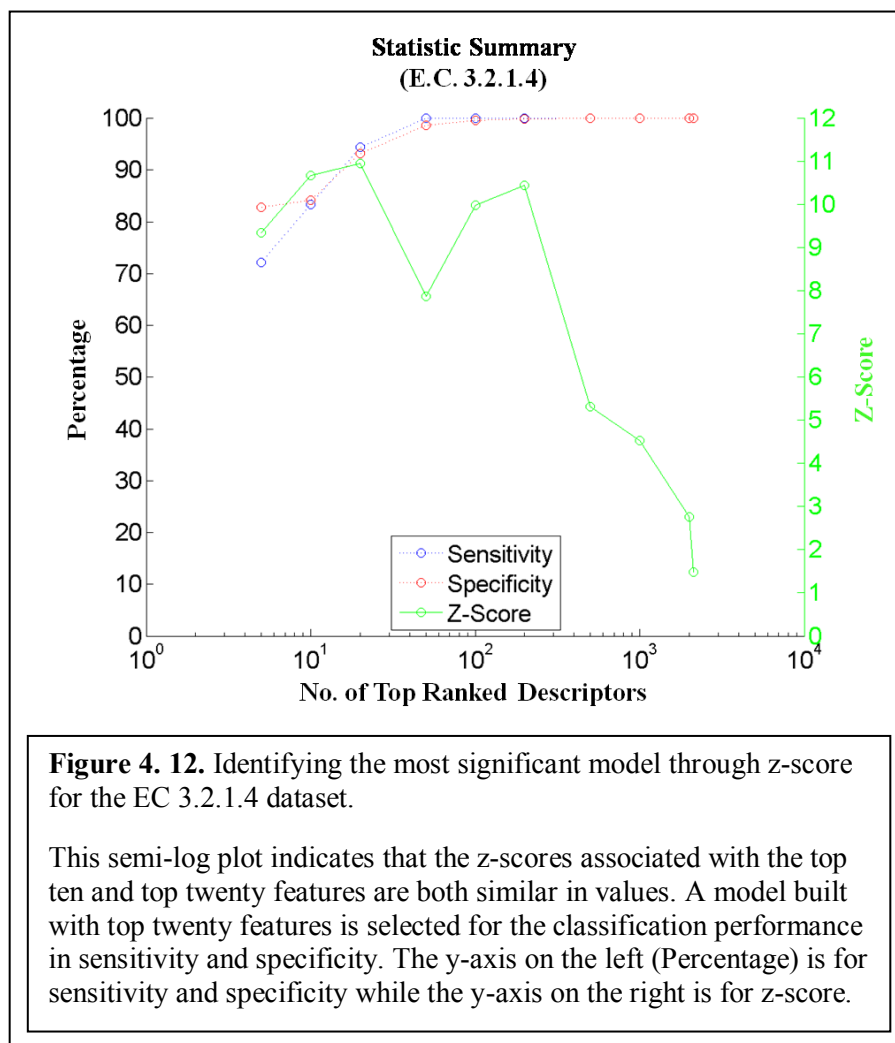 Statistic Summary
(E.C. 3.2.1.4)
100
90
80
70
60
50
40
30
20
10
0
Percentage
12
11
10
9
8
7
6
5
4
3
2
1
0
Z-Score
Sensitivity
Specificity
Z-Score
10^0
10^1
10^2
10^3
10^4
No. of Top Ranked Descriptors
Figure 4. 12. Identifying the most significant model through z-score
for the EC 3.2.1.4 dataset.
This semi-log plot indicates that the z-scores associated with the top
ten and top twenty features are both similar in values. A model built
with top twenty features is selected for the classification performance
in sensitivity and specificity. The y-axis on the left (Percentage) is for
sensitivity and specificity while the y-axis on the right is for z-score.